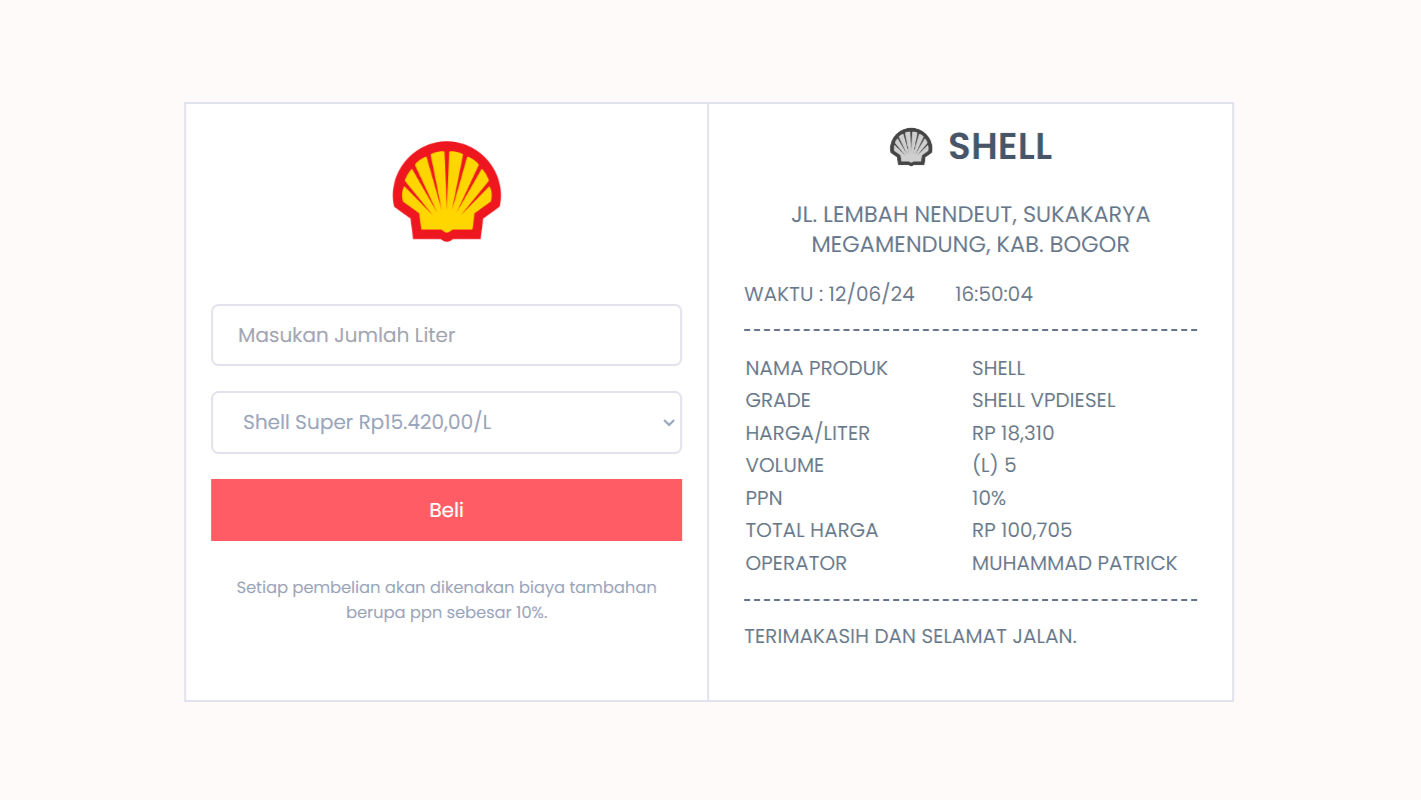 Masukan Jumlah Liter
Shell Super Rp15.420,00/L
Beli
Setiap pembelian akan dikenakan biaya tambahan
berupa ppn sebesar 10%.
SHELL
JL. LEMBAH NENDEUT, SUKAKARYA
MEGAMENDUNG, KAB. BOGOR
WAKTU : 12/06/24 16:50:04
NAMA PRODUK SHELL
GRADE SHELL VPDIESEL
HARGA/LITER RP 18,310
VOLUME (L) 5
PPN 10%
TOTAL HARGA RP 100,705
OPERATOR MUHAMMAD PATRICK
TERIMAKASIH DAN SELAMAT JALAN.